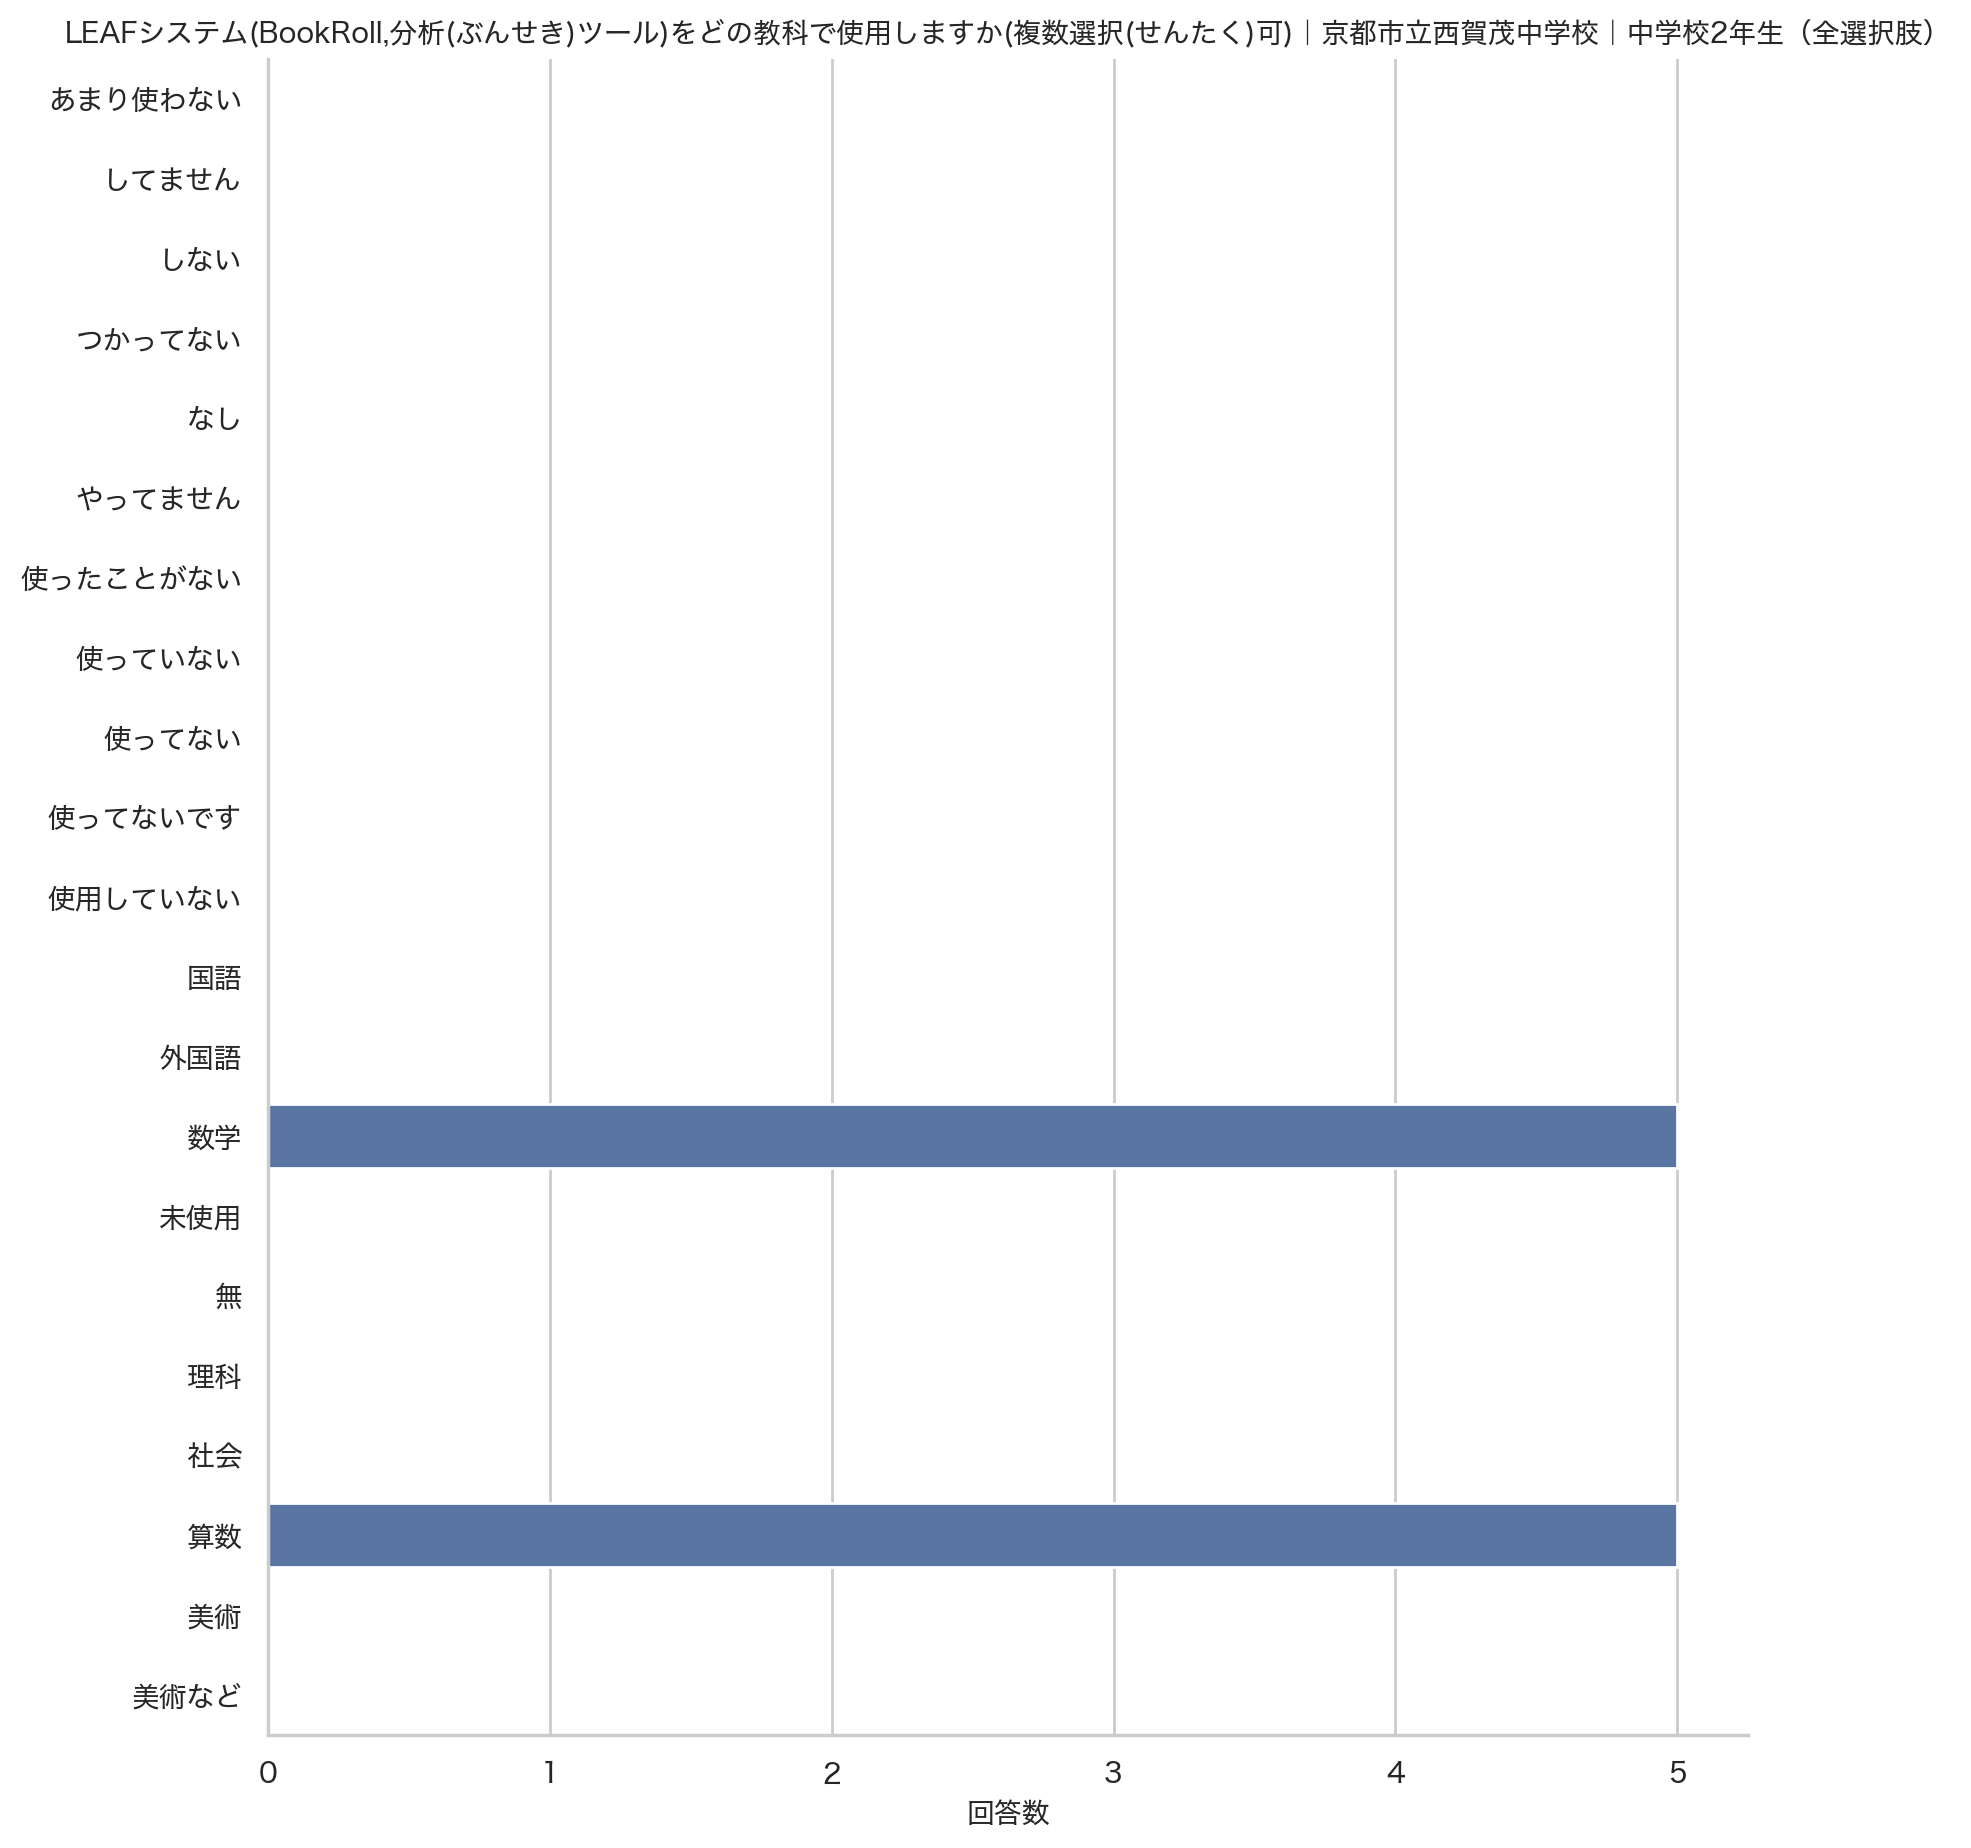 LEAFシステム(BookRoll,分析(ぶんせき)ツール)をどの教科で使用しますか(複数選択(せんたく)可)｜京都市立西賀茂中学校｜中学校2年生（全選択肢）
あまり使わない
してません
しない
つかってない
なし
やってません
使ったことがない
使っていない
使ってない
使ってないです
使用していない
国語
外国語
数学
未使用
無
理科
社会
算数
美術
美術など
0 1 2 3 4 5
回答数